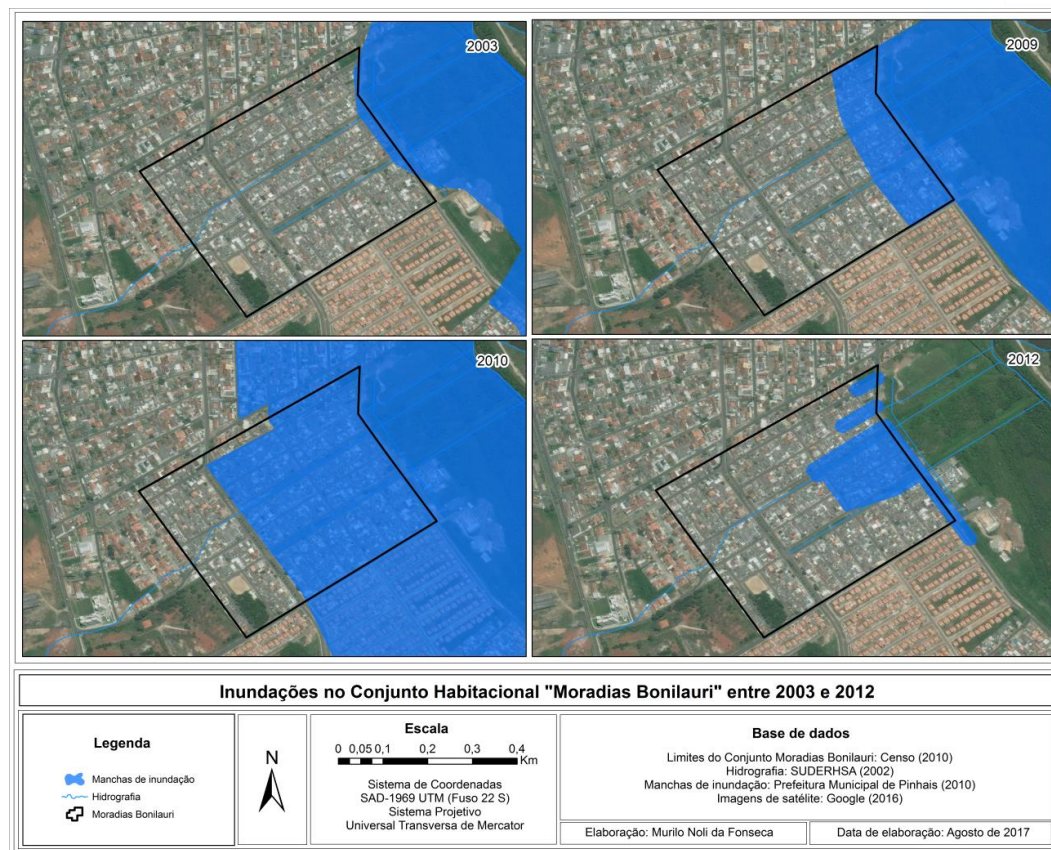 2003
2009
2010
2012
Inundações no Conjunto Habitacional "Moradias Bonilauri" entre 2003 e 2012
Legenda
Manchas de inundação
Hidrografia
Moradias Bonilauri
N
Escala
0 0,05 0,1 0,2 0,3 0,4
Km
Sistema de Coordenadas
SAD-1969 UTM (Fuso 22 S)
Sistema Projetivo
Universal Transversa de Mercator
Base de dados
Limites do Conjunto Moradias Bonilauri: Censo (2010)
Hidrografia: SUDERHSA (2002)
Manchas de inundação: Prefeitura Municipal de Pinhais (2010)
Imagens de satélite: Google (2016)
Elaboração: Murilo Noli da Fonseca
Data de elaboração: Agosto de 2017